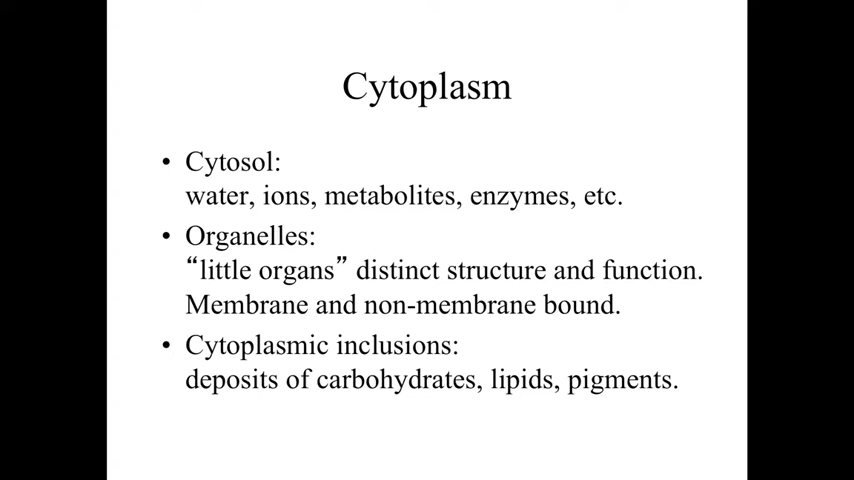 Cytoplasm
• Cytosol:
water, ions, metabolites, enzymes, etc.
• Organelles:
“little organs” distinct structure and function.
Membrane and non-membrane bound.
• Cytoplasmic inclusions:
deposits of carbohydrates, lipids, pigments.